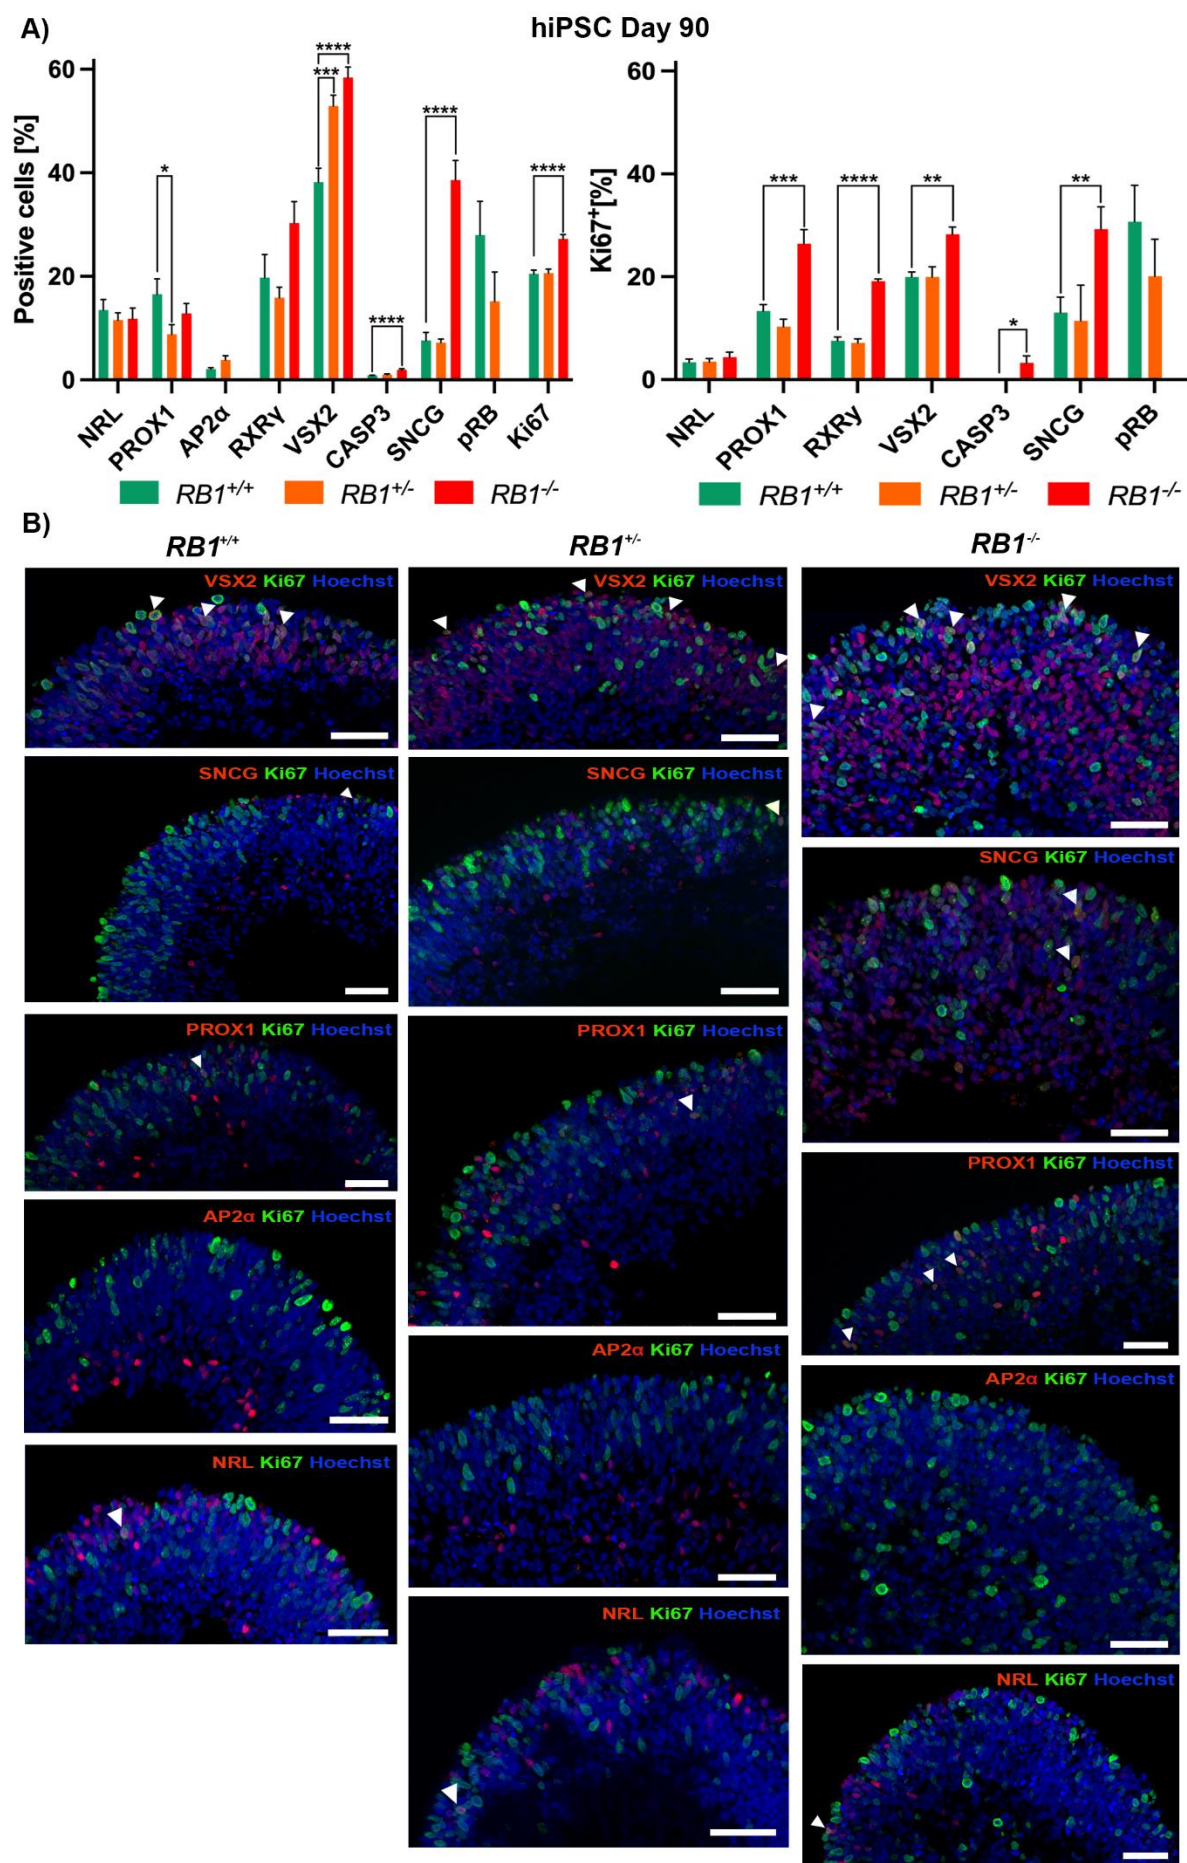 A)
hiPSC Day 90
Positive cells [%]
60
40
20
0
*
***
****
****
****
****
NRL
PROX1
AP2α
RXRγ
VSX2
CASP3
SNCG
pRB
Ki67
RB1+/+
RB1+/-
RB1-/-
Ki67+[%]
60
40
20
0
***
****
**
*
**
NRL
PROX1
RXRγ
VSX2
CASP3
SNCG
pRB
RB1+/+
RB1+/-
RB1-/-
B)
RB1+/+
VSX2 Ki67 Hoechst
SNCG Ki67 Hoechst
PROX1 Ki67 Hoechst
AP2α Ki67 Hoechst
NRL Ki67 Hoechst
RB1+/-
VSX2 Ki67 Hoechst
SNCG Ki67 Hoechst
PROX1 Ki67 Hoechst
AP2α Ki67 Hoechst
NRL Ki67 Hoechst
RB1-/-
VSX2 Ki67 Hoechst
SNCG Ki67 Hoechst
PROX1 Ki67 Hoechst
AP2α Ki67 Hoechst
NRL Ki67 Hoechst